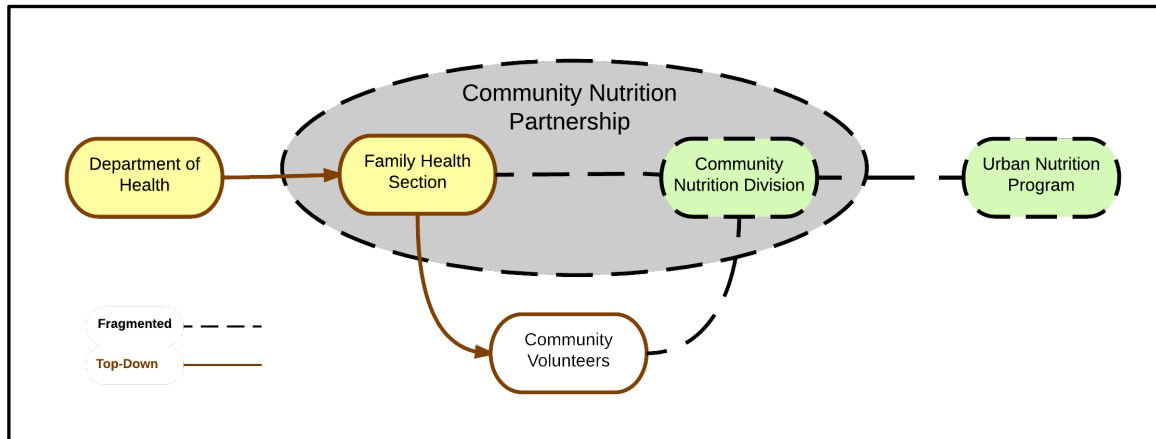 Community Nutrition
Partnership
Department of
Health
Family Health
Section
Community
Nutrition Division
Urban Nutrition
Program
Fragmented
Top-Down
Community
Volunteers